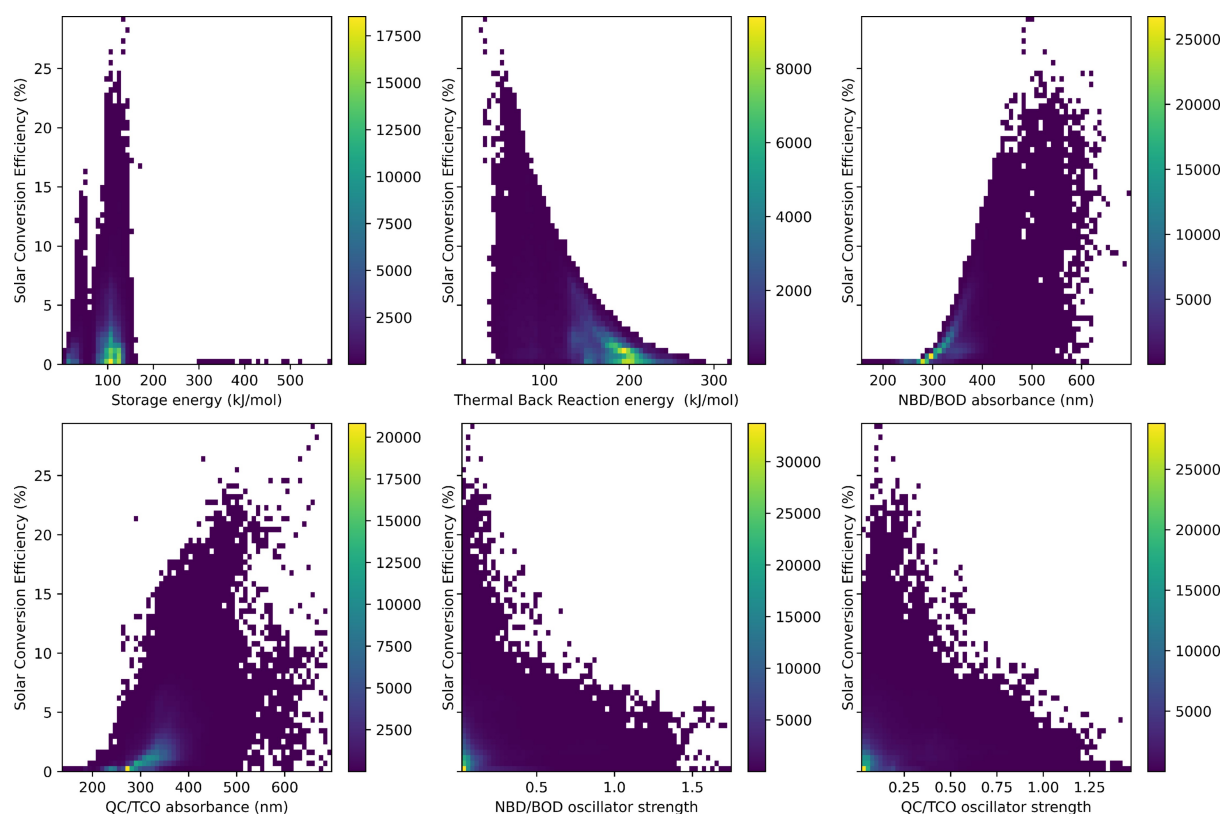 Solar Conversion Efficiency (%)
25
20
15
10
5
0
100 200 300 400 500
Storage energy (kJ/mol)
17500
15000
12500
10000
7500
5000
2500
Solar Conversion Efficiency (%)
100 200 300
Thermal Back Reaction energy (kJ/mol)
8000
6000
4000
2000
Solar Conversion Efficiency (%)
200 300 400 500 600
NBD/BOD absorbance (nm)
25000
20000
15000
10000
5000
Solar Conversion Efficiency (%)
25
20
15
10
5
0
200 300 400 500 600
QC/TCO absorbance (nm)
20000
17500
15000
12500
10000
7500
5000
2500
Solar Conversion Efficiency (%)
0.5 1.0 1.5
NBD/BOD oscillator strength
30000
25000
20000
15000
10000
5000
Solar Conversion Efficiency (%)
0.25 0.50 0.75 1.00 1.25
QC/TCO oscillator strength
25000
20000
15000
10000
5000